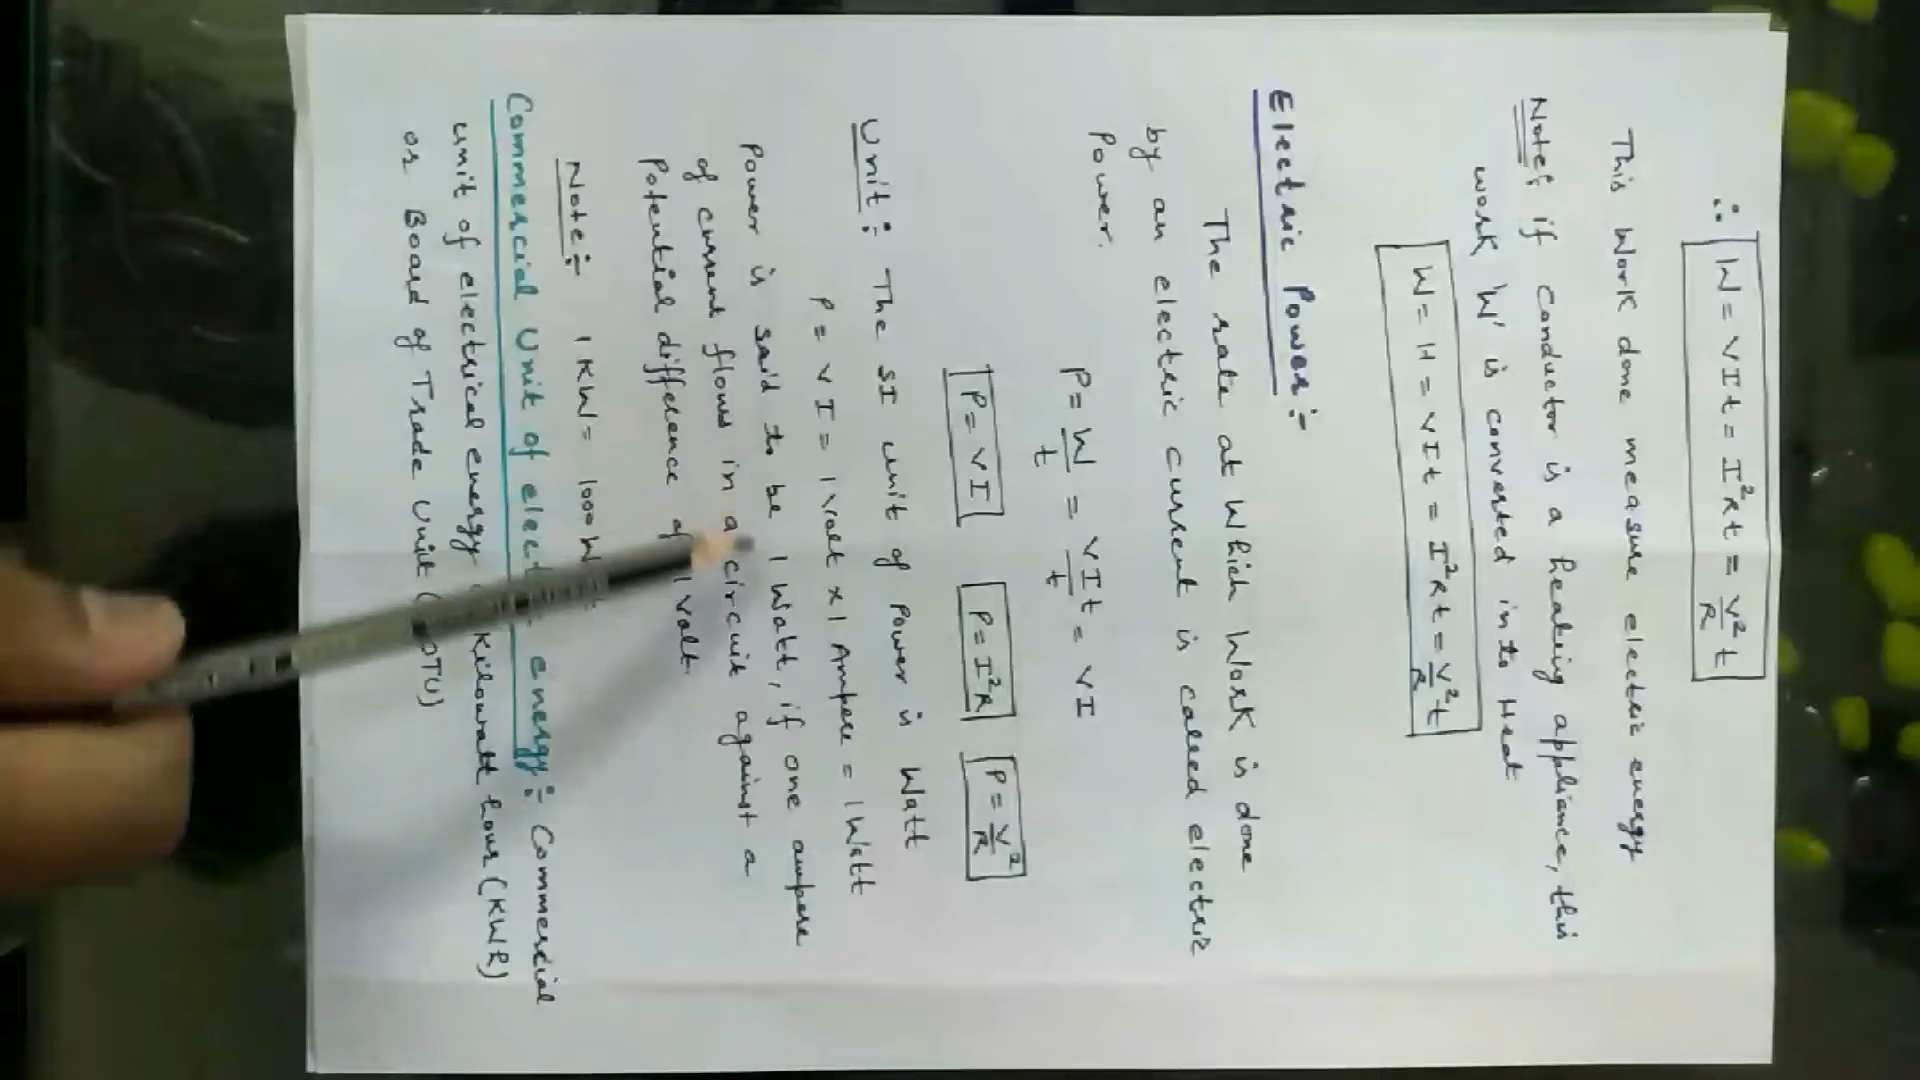 ∴ W = VIt = I²Rt = V²/R t
This Work done measure electric energy
Note: if conductor is a heating appliance, this
work 'W' is converted in to Heat
W = H = VIt = I²Rt = V²/R t
Electric Power:-
The rate at which Work is done
by an electric current is called electric
Power.
P = W/t = VIt/t = VI
P = VI P = I²R P = V²/R
Unit:- The SI unit of Power is Watt
P = VI = 1 Volt × 1 Ampere = 1 Watt
Power is said to be 1 Watt, if one ampere
of current flows in a circuit against a
Potential difference of 1 Volt.
Note:- 1 KW = 1000 W
Commercial Unit of energy:- Commercial
unit of electrical energy Kilowatt hour (KWh)
or Board of Trade Unit